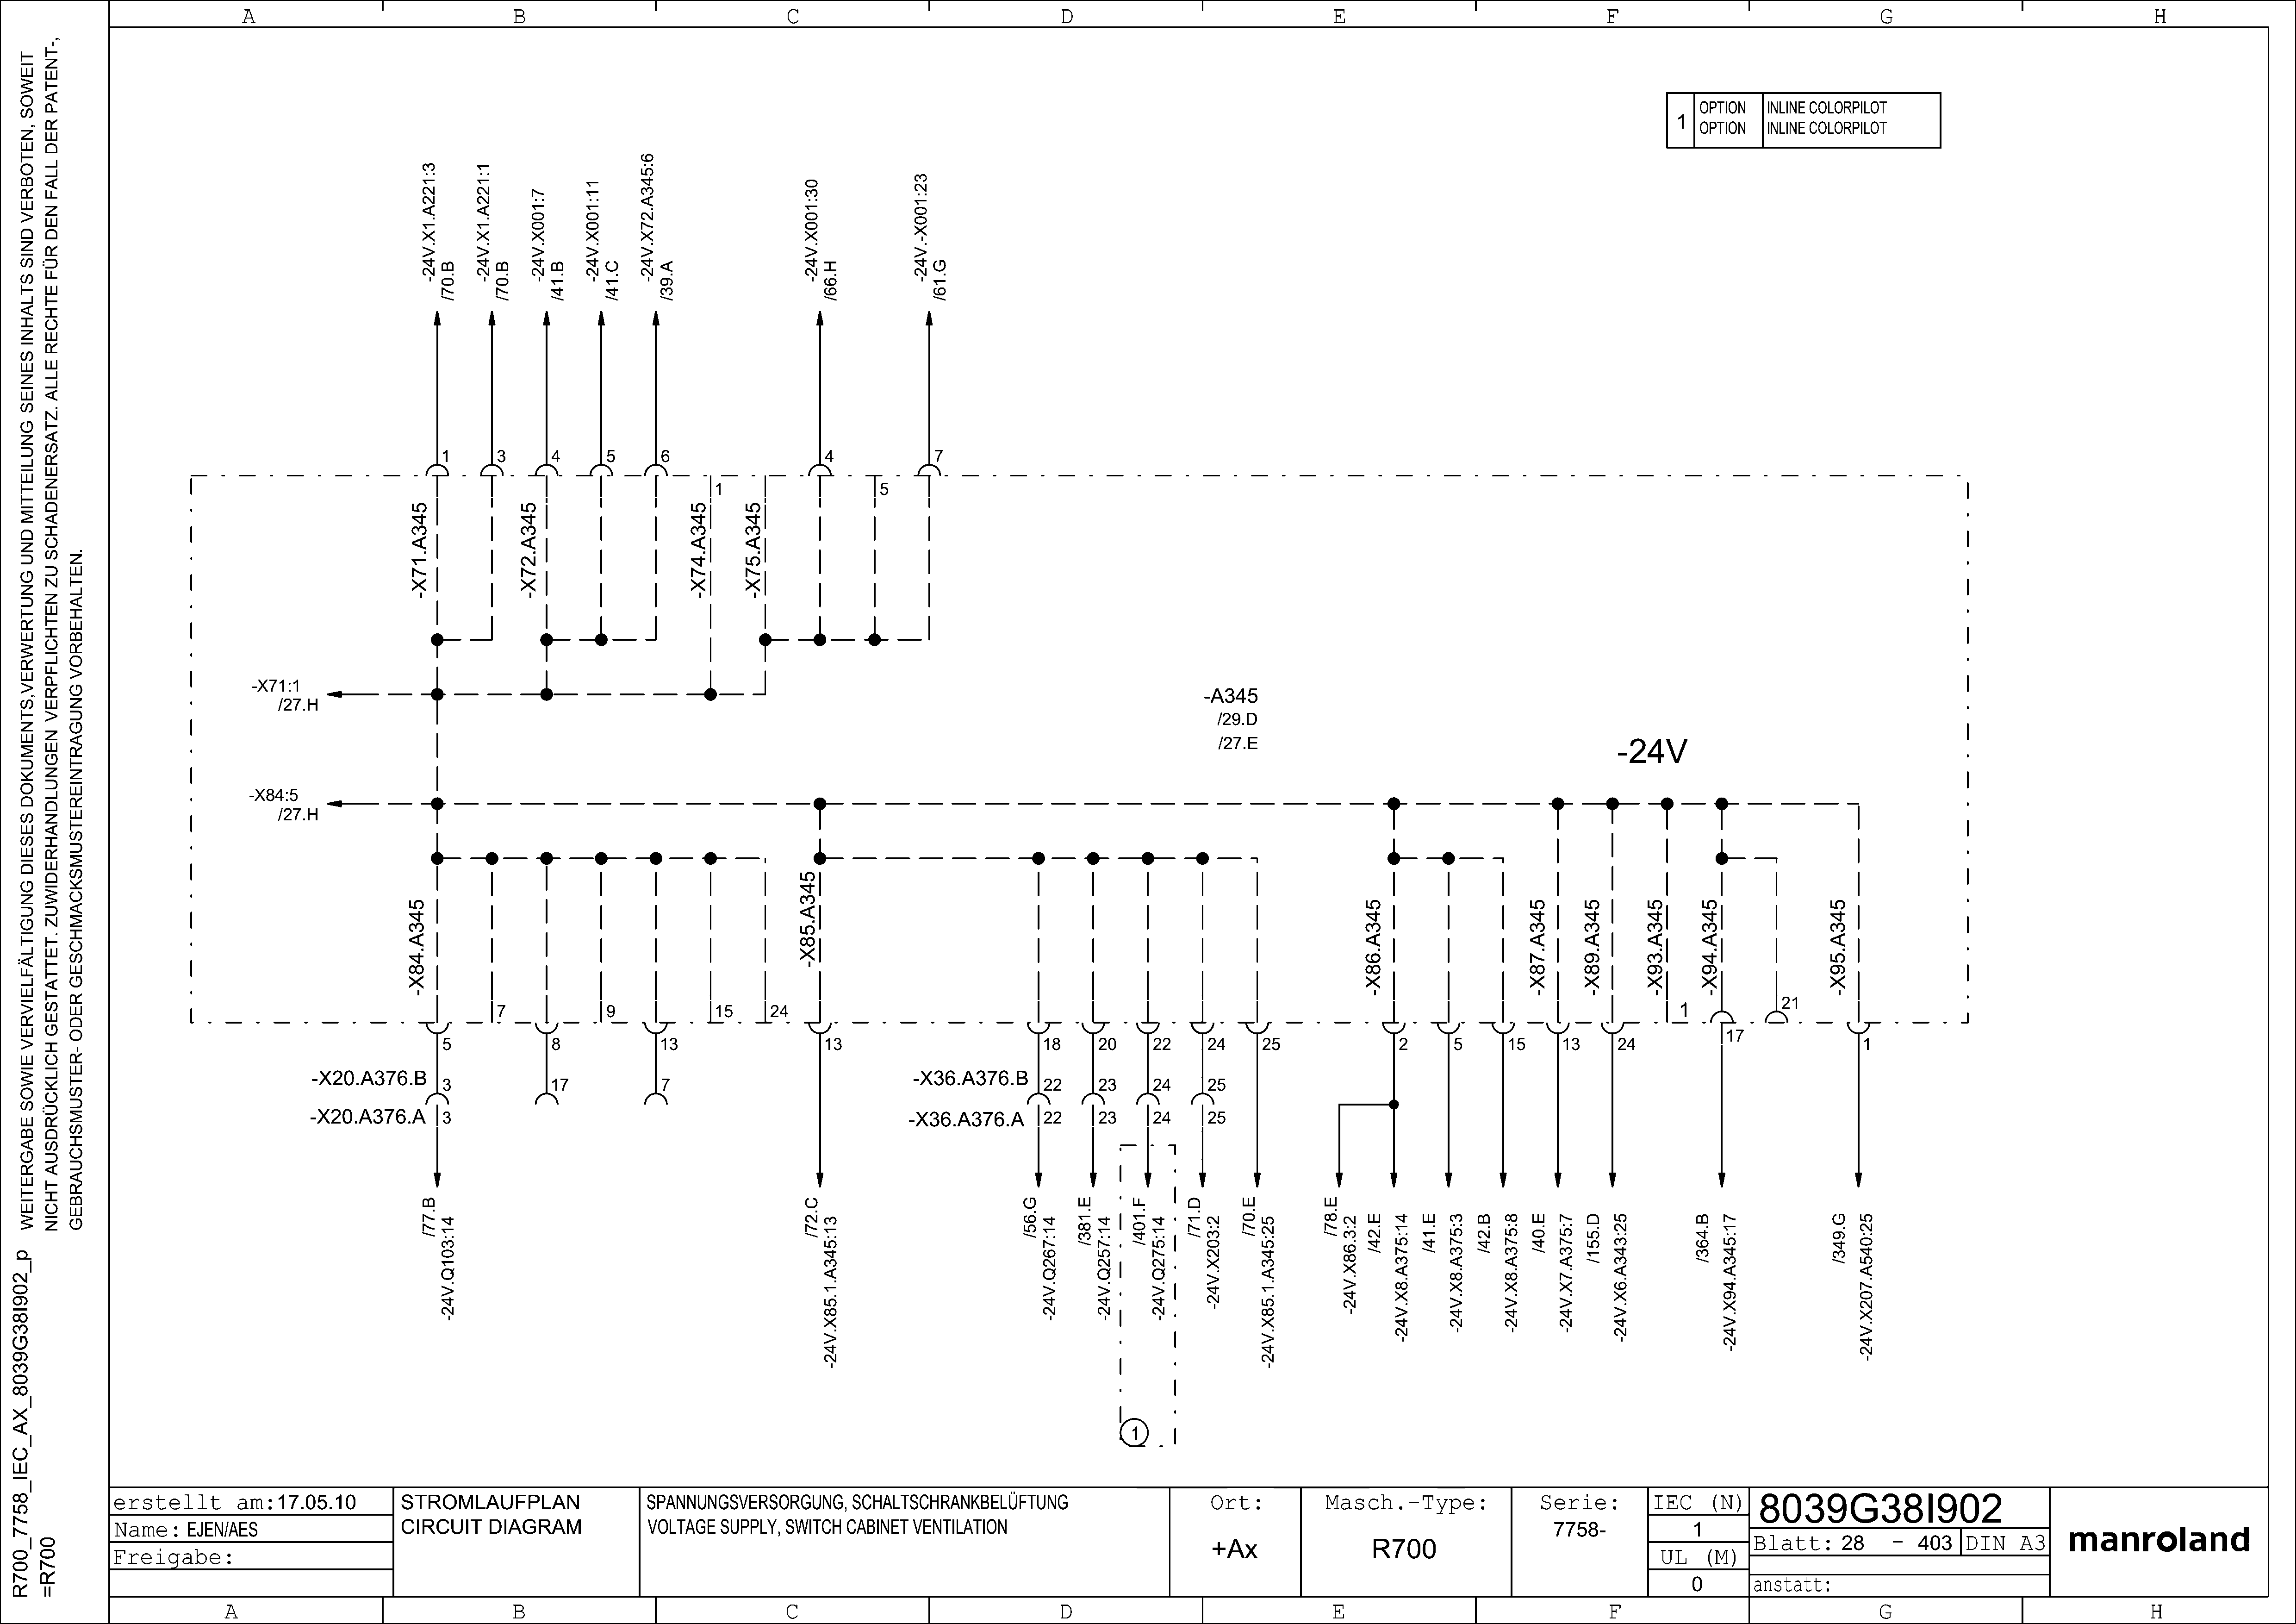 A B C D E F G H
WEITERGABE SOWIE VERVIELFÄLTIGUNG DIESES DOKUMENTS,VERWERTUNG UND MITTEILUNG SEINES INHALTS SIND VERBOTEN, SOWEIT
NICHT AUSDRÜCKLICH GESTATTET. ZUWIDERHANDLUNGEN VERPFLICHTEN ZU SCHADENERSATZ. ALLE RECHTE FÜR DEN FALL DER PATENT-,
GEBRAUCHSMUSTER- ODER GESCHMACKSMUSTEREINTRAGUNG VORBEHALTEN.
R700_7758_IEC_AX_8039G38I902_p
=R700
1 OPTION INLINE COLORPILOT
OPTION INLINE COLORPILOT
-24V.X1.A221:3
/70.B
-24V.X1.A221:1
/70.B
-24V.X001:7
/41.B
-24V.X001:11
/41.C
-24V.X72.A345:6
/39.A
-24V.X001:30
/66.H
-24V.-X001:23
/61.G
1 3 4 5 6 4 7
1 5
-X71.A345
-X72.A345
-X74.A345
-X75.A345
-X71:1
/27.H
-A345
/29.D
/27.E
-24V
-X84:5
/27.H
-X84.A345
-X85.A345
-X86.A345
-X87.A345
-X89.A345
-X93.A345
-X94.A345
-X95.A345
7 9 15 24 1 21
5 8 13 13 18 20 22 24 25 2 5 15 13 24 17 1
-X20.A376.B 3 17 7 -X36.A376.B 22 23 24 25
-X20.A376.A 3 -X36.A376.A 22 23 24 25
/77.B
-24V.Q103:14
/72.C
-24V.X85.1.A345:13
/56.G
-24V.Q267:14
/381.E
-24V.Q257:14
/401.F
-24V.Q275:14
/71.D
-24V.X203:2
/70.E
-24V.X85.1.A345:25
/78.E
-24V.X86.3:2
/42.E
-24V.X8.A375:14
/41.E
-24V.X8.A375:3
/42.B
-24V.X8.A375:8
/40.E
-24V.X7.A375:7
/155.D
-24V.X6.A343:25
/364.B
-24V.X94.A345:17
/349.G
-24V.X207.A540:25
1
erstellt am:17.05.10
Name: EJEN/AES
Freigabe:
STROMLAUFPLAN
CIRCUIT DIAGRAM
SPANNUNGSVERSORGUNG, SCHALTSCHRANKBELÜFTUNG
VOLTAGE SUPPLY, SWITCH CABINET VENTILATION
Ort:
+Ax
Masch.-Type:
R700
Serie:
7758-
IEC (N)
1
UL (M)
0
8039G38I902
Blatt: 28 - 403 DIN A3
anstatt:
manroland
A B C D E F G H